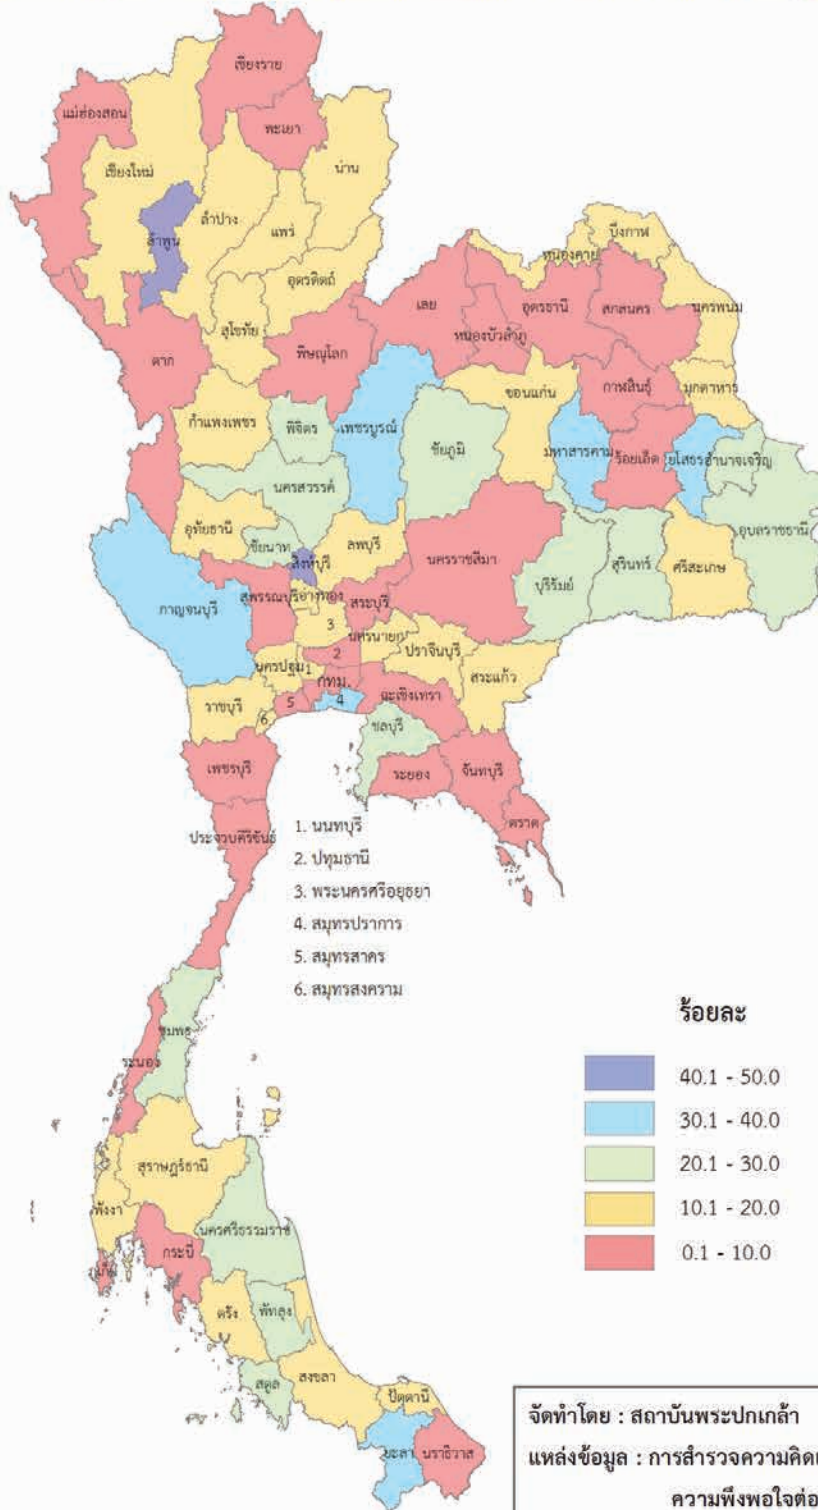 เชียงราย
แม่ฮ่องสอน
พะเยา
น่าน
เชียงใหม่
ลำปาง
แพร่
ลำพูน
บึงกาฬ
หนองคาย
อุตรดิตถ์
เลย
อุดรธานี
สกลนคร
นครพนม
สุโขทัย
หนองบัวลำภู
พิษณุโลก
ตาก
ขอนแก่น
กาฬสินธุ์
มุกดาหาร
กำแพงเพชร
พิจิตร
เพชรบูรณ์
ชัยภูมิ
มหาสารคาม
ร้อยเอ็ด
ยโสธร
อำนาจเจริญ
นครสวรรค์
อุทัยธานี
ชัยนาท
ลพบุรี
นครราชสีมา
อุบลราชธานี
สิงห์บุรี
บุรีรัมย์
สุรินทร์
ศรีสะเกษ
กาญจนบุรี
สุพรรณบุรี
อ่างทอง
สระบุรี
3
นครนายก
ปราจีนบุรี
2
นครปฐม
1
กทม.
สระแก้ว
ฉะเชิงเทรา
ราชบุรี
6
5
4
ชลบุรี
เพชรบุรี
ระยอง
จันทบุรี
ตราด
ประจวบคีรีขันธ์
1. นนทบุรี
2. ปทุมธานี
3. พระนครศรีอยุธยา
4. สมุทรปราการ
5. สมุทรสาคร
6. สมุทรสงคราม
ชุมพร
ระนอง
ร้อยละ
40.1 - 50.0
30.1 - 40.0
20.1 - 30.0
10.1 - 20.0
0.1 - 10.0
สุราษฎร์ธานี
พังงา
นครศรีธรรมราช
กระบี่
ตรัง
พัทลุง
สตูล
สงขลา
ปัตตานี
ยะลา
นราธิวาส
จัดทำโดย : สถาบันพระปกเกล้า
แหล่งข้อมูล : การสำรวจความคิดเ
ความพึงพอใจต่อ